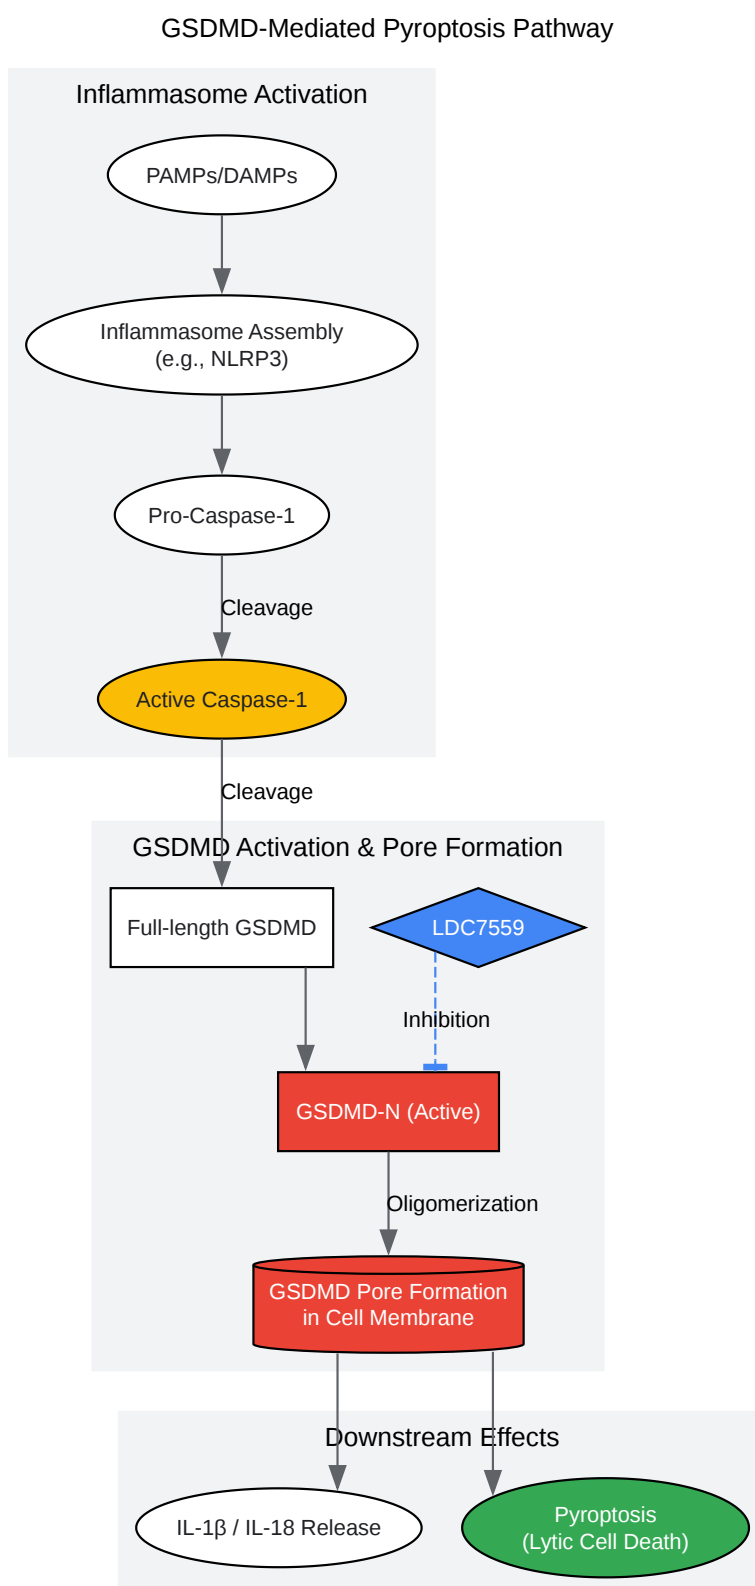 GSDMD-Mediated Pyroptosis Pathway
Inflammasome Activation
PAMPs/DAMPs
Inflammasome Assembly
(e.g., NLRP3)
Pro-Caspase-1
Cleavage
Active Caspase-1
Cleavage
GSDMD Activation & Pore Formation
Full-length GSDMD
LDC7559
Inhibition
GSDMD-N (Active)
Oligomerization
GSDMD Pore Formation
in Cell Membrane
Downstream Effects
IL-1β / IL-18 Release
Pyroptosis
(Lytic Cell Death)